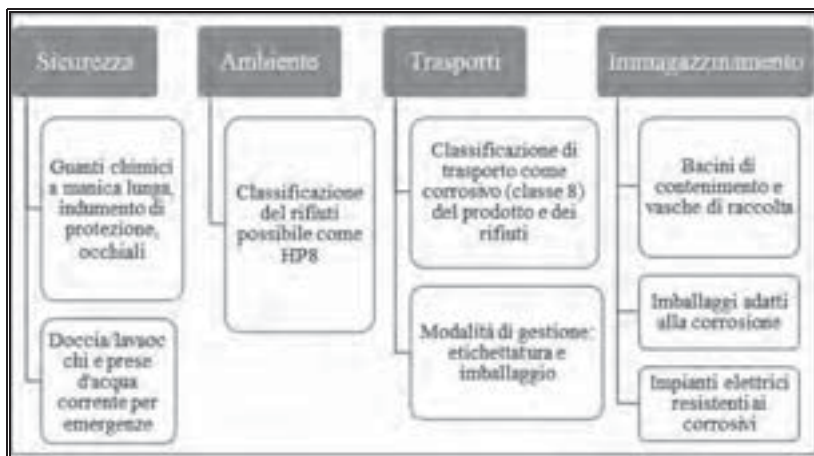 Sicurezza
Guanti chimici
a manica lunga,
indumento di
protezione,
occhiali
Doccia/lavaoc
chi e prese
d'acqua
corrente per
emergenze
Ambiente
Classificazione
del rifiuti
possibile come
HP8
Trasporti
Classificazione di
trasporto come
corrosivo (classe 8)
del prodotto e dei
rifiuti
Modalità di gestione:
etichettatura e
imballaggio
Immagazzinamento
Bacini di
contenimento e
vasche di raccolta
Imballaggi adatti
alla corrosione
Impianti elettrici
resistenti ai
corrosivi